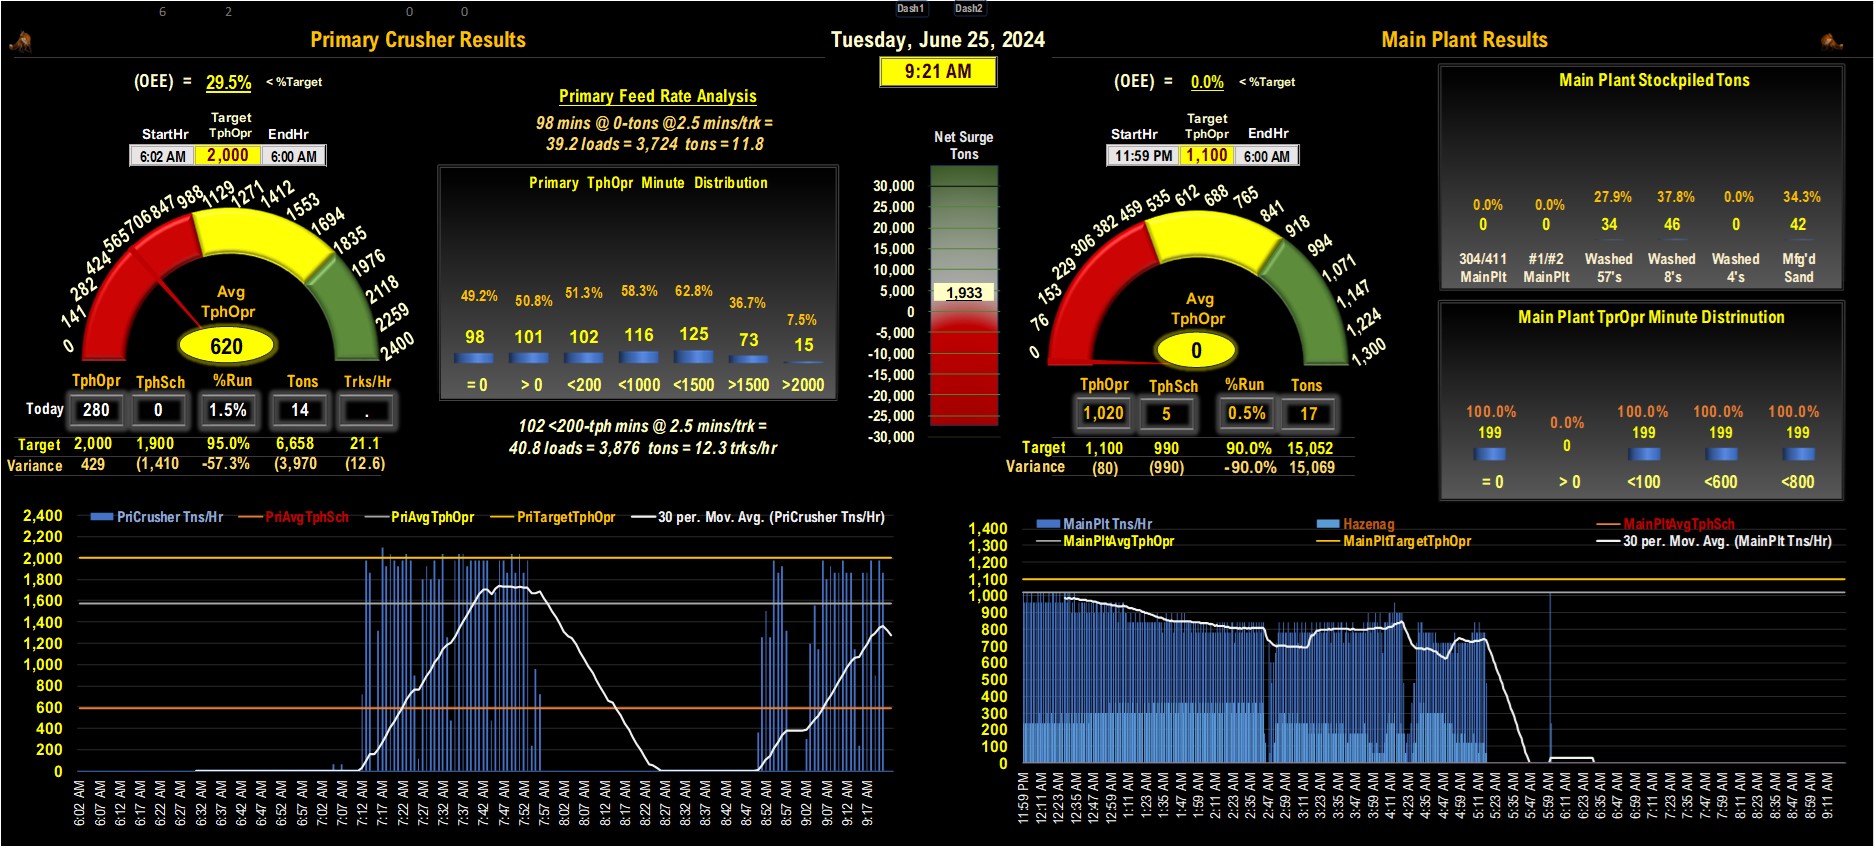 6 2 0 0 Dash1 Dash2
Primary Crusher Results
Tuesday, June 25, 2024
Main Plant Results
9:21 AM
(OEE) = 29.5% < %Target
Target
StartHr TphOpr EndHr
6:02 AM 2,000 6:00 AM
0 141 282 424 565 706 847 988 1129 1271 1412 1553 1694 1835 1976 2118 2259 2400
Avg
TphOpr
620
TphOpr TphSch %Run Tons Trks/Hr
Today 280 0 1.5% 14 .
Target 2,000 1,900 95.0% 6,658 21.1
Variance 429 (1,410 -57.3% (3,970 (12.6)
Primary Feed Rate Analysis
98 mins @ 0-tons @2.5 mins/trk =
39.2 loads = 3,724 tons = 11.8
Primary TphOpr Minute Distribution
49.2% 50.8% 51.3% 58.3% 62.8% 36.7% 7.5%
98 101 102 116 125 73 15
= 0 > 0 <200 <1000 <1500 >1500 >2000
102 <200-tph mins @ 2.5 mins/trk =
40.8 loads = 3,876 tons = 12.3 trks/hr
Net Surge
Tons
30,000
25,000
20,000
15,000
10,000
5,000
1,933
0
-5,000
-10,000
-15,000
-20,000
-25,000
-30,000
(OEE) = 0.0% < %Target
Target
StartHr TphOpr EndHr
11:59 PM 1,100 6:00 AM
0 76 153 229 306 382 459 535 612 688 765 841 918 994 1,071 1,147 1,224 1,300
Avg
TphOpr
0
TphOpr TphSch %Run Tons
1,020 5 0.5% 17
Target 1,100 990 90.0% 15,052
Variance (80) (990) -90.0% 15,069
Main Plant Stockpiled Tons
0.0% 0.0% 27.9% 37.8% 0.0% 34.3%
0 0 34 46 0 42
304/411 #1/#2 Washed Washed Washed Mfg'd
MainPlt MainPlt 57's 8's 4's Sand
Main Plant TprOpr Minute Distrinution
100.0% 0.0% 100.0% 100.0% 100.0%
199 0 199 199 199
= 0 > 0 <100 <600 <800
PriCrusher Tns/Hr PriAvgTphSch PriAvgTphOpr PriTargetTphOpr 30 per. Mov. Avg. (PriCrusher Tns/Hr)
2,400
2,200
2,000
1,800
1,600
1,400
1,200
1,000
800
600
400
200
0
6:02 AM 6:07 AM 6:12 AM 6:17 AM 6:22 AM 6:27 AM 6:32 AM 6:37 AM 6:42 AM 6:47 AM 6:52 AM 6:57 AM 7:02 AM 7:07 AM 7:12 AM 7:17 AM 7:22 AM 7:27 AM 7:32 AM 7:37 AM 7:42 AM 7:47 AM 7:52 AM 7:57 AM 8:02 AM 8:07 AM 8:12 AM 8:17 AM 8:22 AM 8:27 AM 8:32 AM 8:37 AM 8:42 AM 8:47 AM 8:52 AM 8:57 AM 9:02 AM 9:07 AM 9:12 AM 9:17 AM
MainPlt Tns/Hr Hazenag MainPltAvgTphSch
MainPltAvgTphOpr MainPltTargetTphOpr 30 per. Mov. Avg. (MainPlt Tns/Hr)
1,400
1,300
1,200
1,100
1,000
900
800
700
600
500
400
300
200
100
0
11:59 PM 12:11 AM 12:23 AM 12:35 AM 12:47 AM 12:59 AM 1:11 AM 1:23 AM 1:35 AM 1:47 AM 1:59 AM 2:11 AM 2:23 AM 2:35 AM 2:47 AM 2:59 AM 3:11 AM 3:23 AM 3:35 AM 3:47 AM 3:59 AM 4:11 AM 4:23 AM 4:35 AM 4:47 AM 4:59 AM 5:11 AM 5:23 AM 5:35 AM 5:47 AM 5:59 AM 6:11 AM 6:23 AM 6:35 AM 6:47 AM 6:59 AM 7:11 AM 7:23 AM 7:35 AM 7:47 AM 7:59 AM 8:11 AM 8:23 AM 8:35 AM 8:47 AM 8:59 AM 9:11 AM